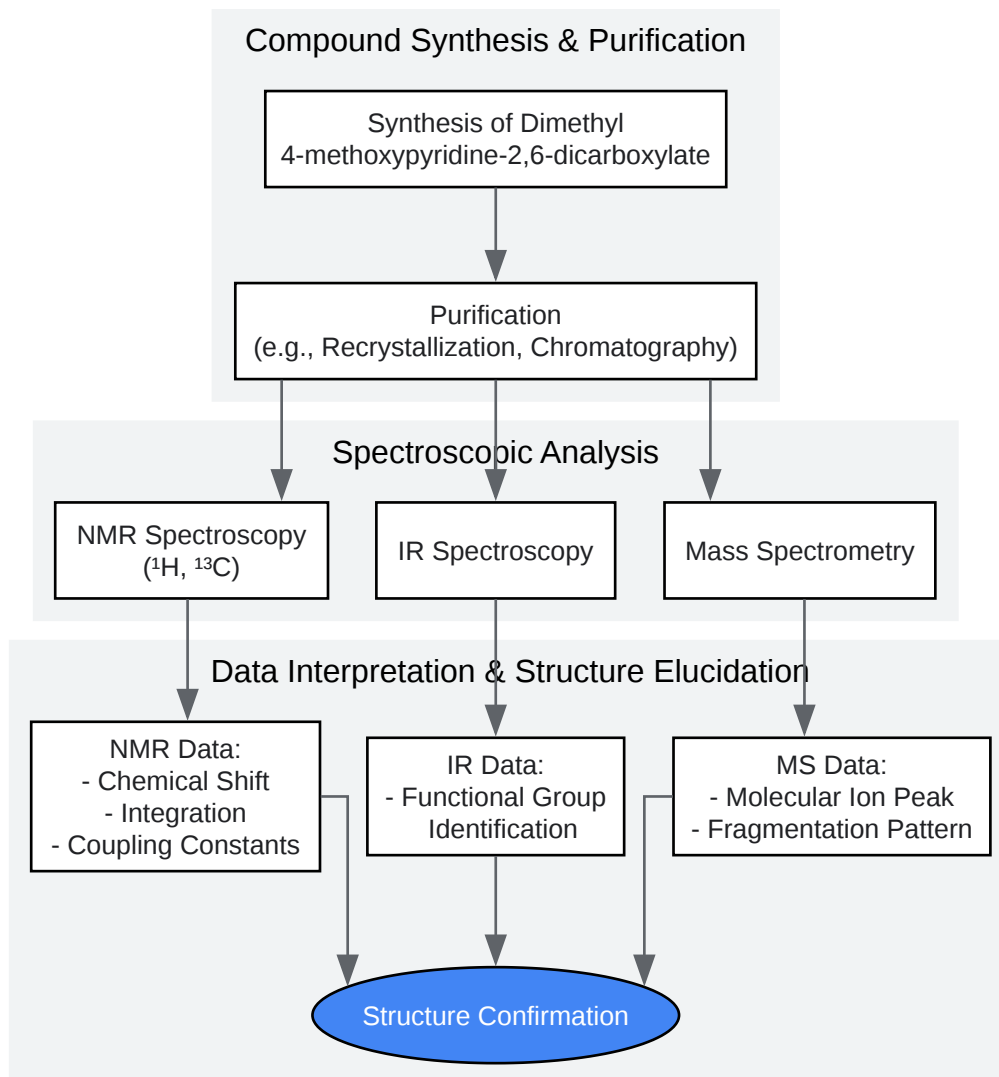 Compound Synthesis & Purification
Synthesis of Dimethyl
4-methoxypyridine-2,6-dicarboxylate
Purification
(e.g., Recrystallization, Chromatography)
Spectroscopic Analysis
NMR Spectroscopy
(¹H, ¹³C)
IR Spectroscopy
Mass Spectrometry
Data Interpretation & Structure Elucidation
NMR Data:
- Chemical Shift
- Integration
- Coupling Constants
IR Data:
- Functional Group
Identification
MS Data:
- Molecular Ion Peak
- Fragmentation Pattern
Structure Confirmation